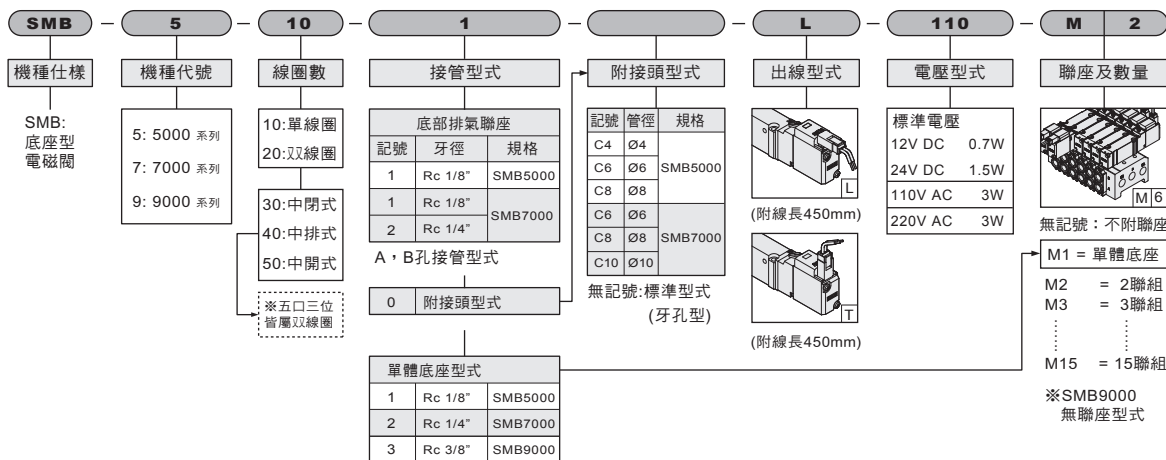 SMB — 5 — 10 — 1 — — L — 110 — M 2
機種仕樣
SMB:
底座型
電磁閥
機種代號
5: 5000 系列
7: 7000 系列
9: 9000 系列
線圈數
10:單線圈
20:双線圈
30:中閉式
40:中排式
50:中開式
※五口三位
皆屬双線圈
接管型式
底部排氣聯座
記號 牙徑 規格
1 Rc 1/8" SMB5000
1 Rc 1/8" SMB7000
2 Rc 1/4"
A，B孔接管型式
0 附接頭型式
單體底座型式
1 Rc 1/8" SMB5000
2 Rc 1/4" SMB7000
3 Rc 3/8" SMB9000
附接頭型式
記號 管徑 規格
C4 Ø4 SMB5000
C6 Ø6
C8 Ø8
C6 Ø6 SMB7000
C8 Ø8
C10 Ø10
無記號:標準型式
(牙孔型)
出線型式
L
(附線長450mm)
T
(附線長450mm)
電壓型式
標準電壓
12V DC 0.7W
24V DC 1.5W
110V AC 3W
220V AC 3W
聯座及數量
M 6
無記號：不附聯座
M1 = 單體底座
M2 = 2聯組
M3 = 3聯組
⋮ ⋮
M15 = 15聯組
※SMB9000
無聯座型式